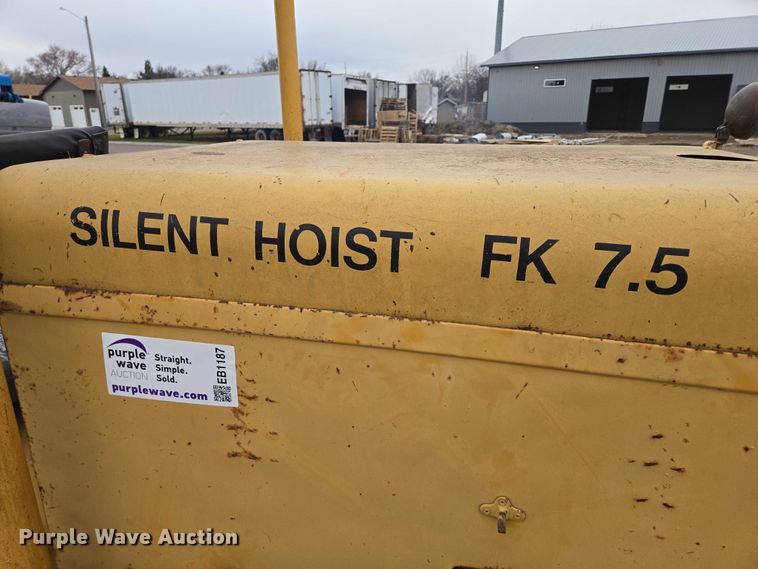 SILENT HOIST FK 7.5
purple
wave
AUCTION
Straight.
Simple.
Sold.
purplewave.com
EB1187
Purple Wave Auction.